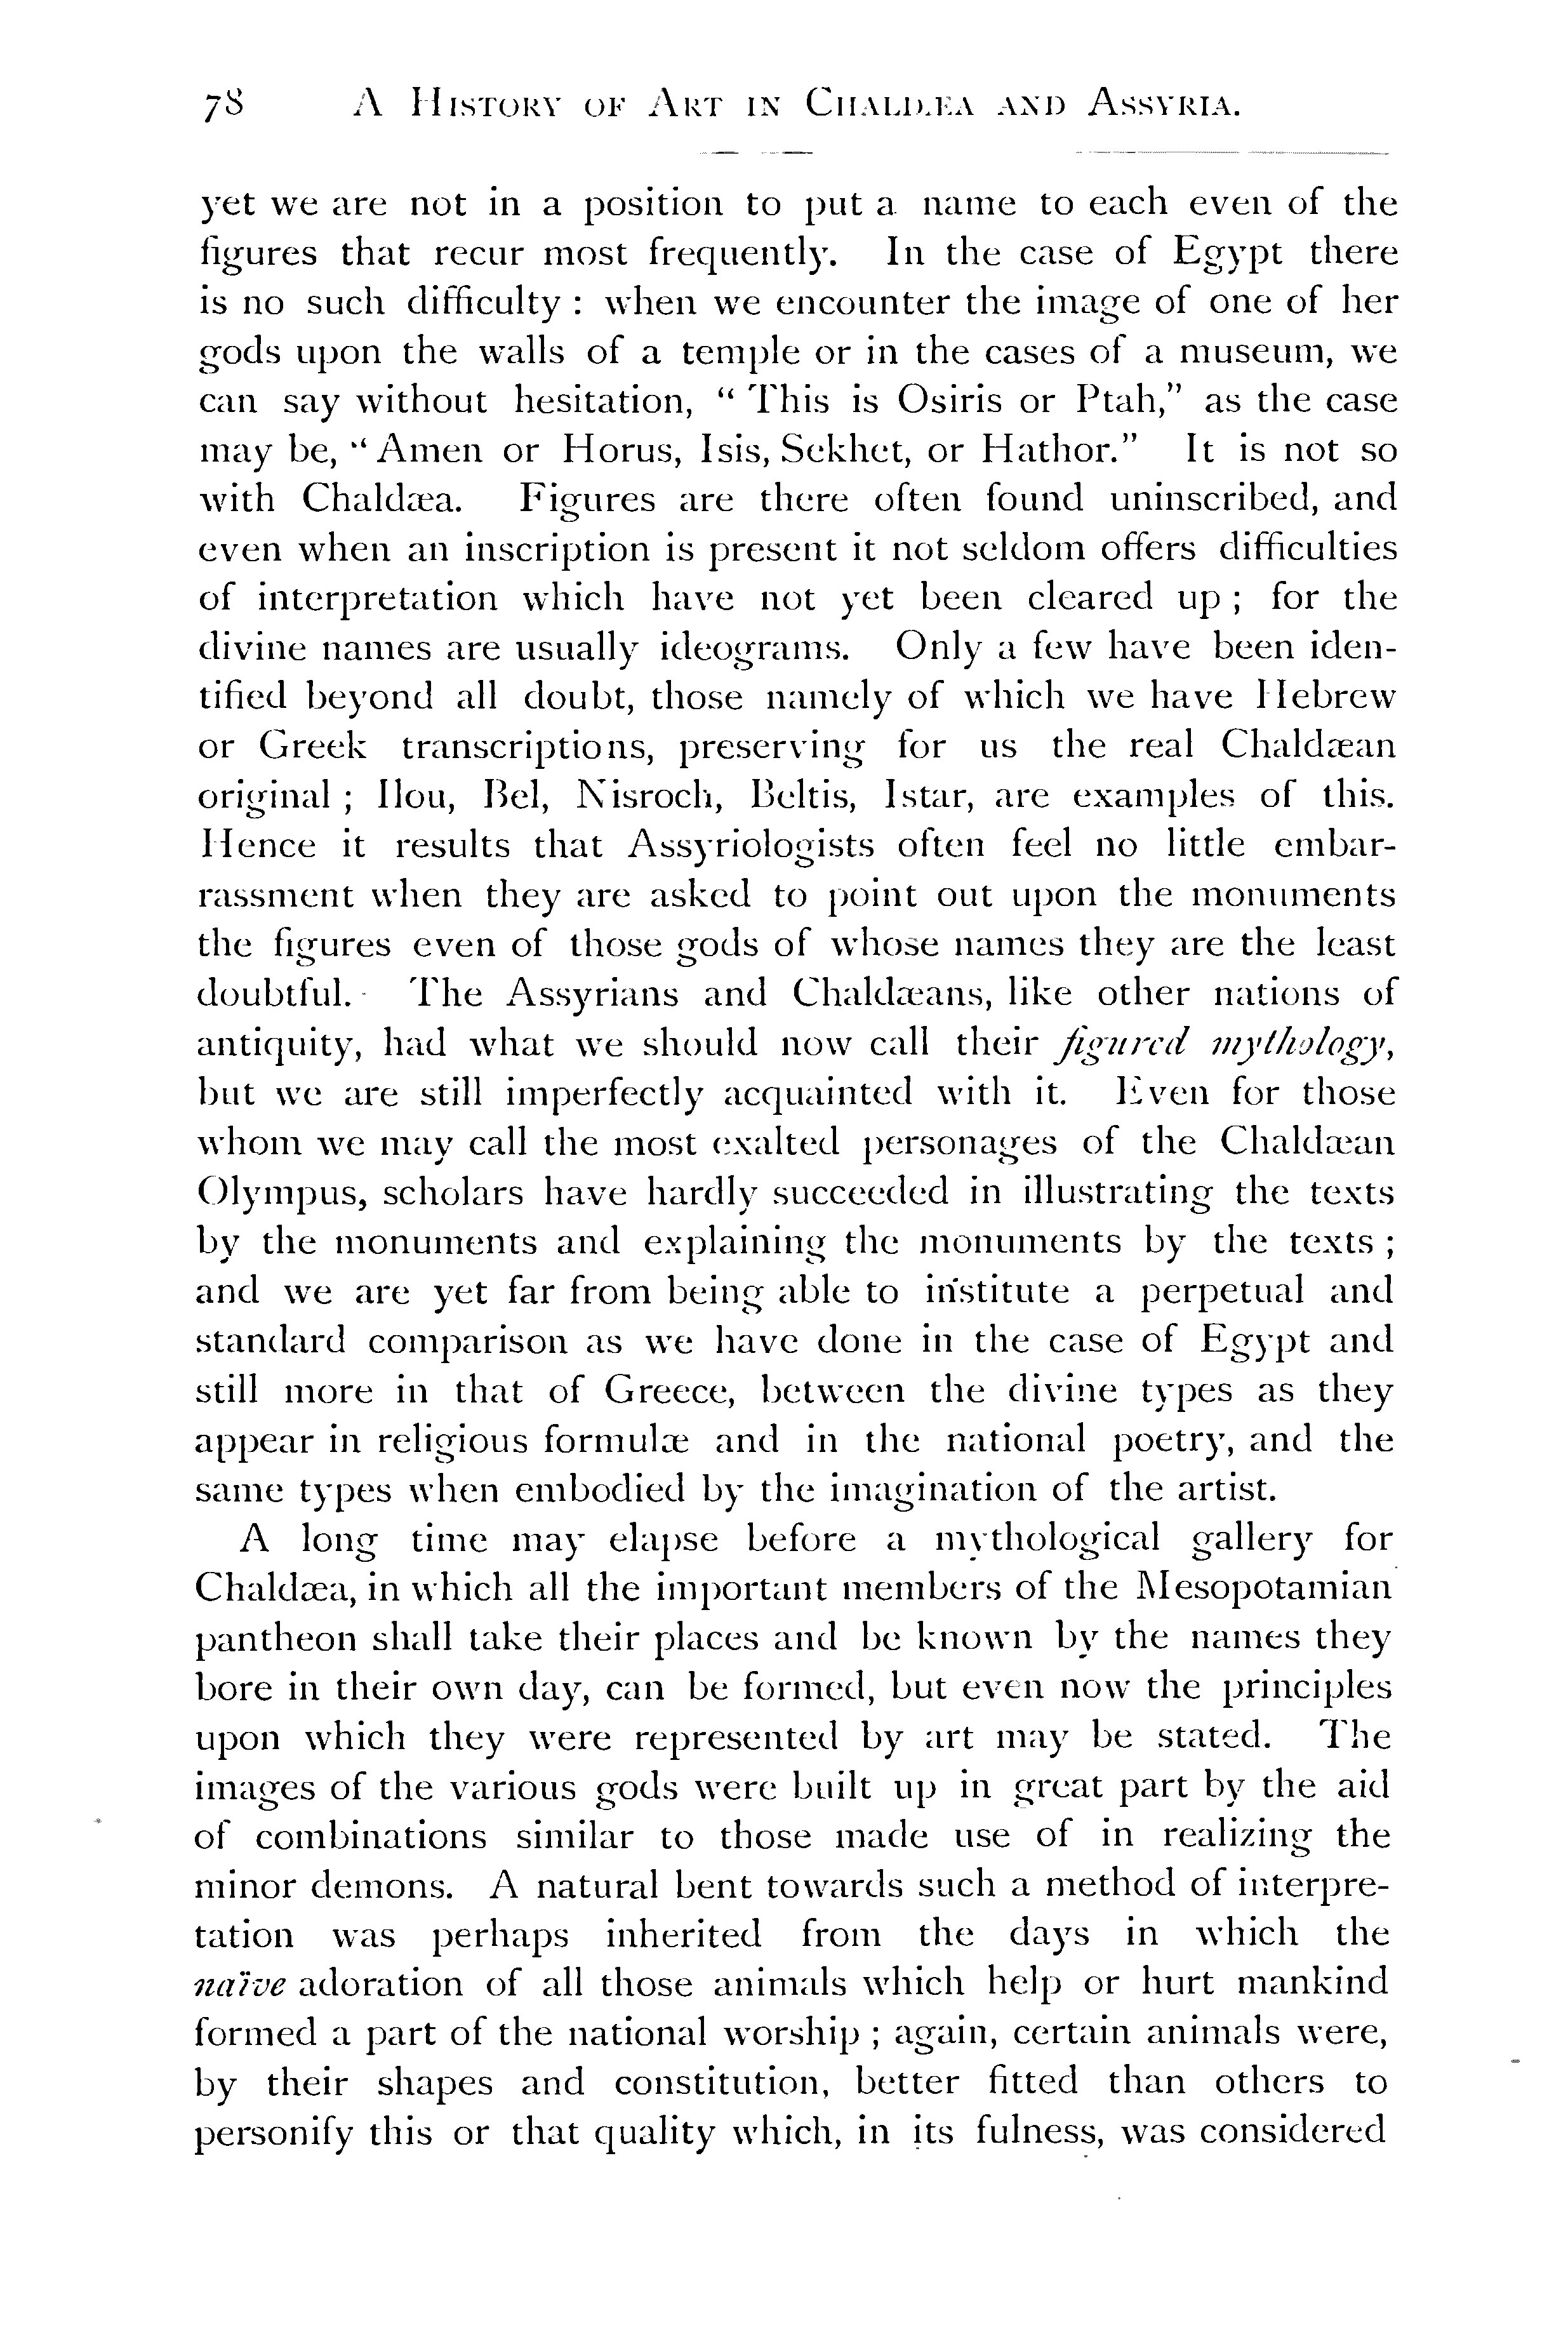 78 A History of Art in Chaldæa and Assyria.
yet we are not in a position to put a name to each even of the
figures that recur most frequently. In the case of Egypt there
is no such difficulty : when we encounter the image of one of her
gods upon the walls of a temple or in the cases of a museum, we
can say without hesitation, “ This is Osiris or Ptah,” as the case
may be, “ Amen or Horus, Isis, Sekhet, or Hathor.” It is not so
with Chaldæa. Figures are there often found uninscribed, and
even when an inscription is present it not seldom offers difficulties
of interpretation which have not yet been cleared up ; for the
divine names are usually ideograms. Only a few have been iden-
tified beyond all doubt, those namely of which we have Hebrew
or Greek transcriptions, preserving for us the real Chaldæan
original ; Ilou, Bel, Nisroch, Beltis, Istar, are examples of this.
Hence it results that Assyriologists often feel no little embar-
rassment when they are asked to point out upon the monuments
the figures even of those gods of whose names they are the least
doubtful. The Assyrians and Chaldæans, like other nations of
antiquity, had what we should now call their figured mythology,
but we are still imperfectly acquainted with it. Even for those
whom we may call the most exalted personages of the Chaldæan
Olympus, scholars have hardly succeeded in illustrating the texts
by the monuments and explaining the monuments by the texts ;
and we are yet far from being able to institute a perpetual and
standard comparison as we have done in the case of Egypt and
still more in that of Greece, between the divine types as they
appear in religious formulæ and in the national poetry, and the
same types when embodied by the imagination of the artist.
A long time may elapse before a mythological gallery for
Chaldæa, in which all the important members of the Mesopotamian
pantheon shall take their places and be known by the names they
bore in their own day, can be formed, but even now the principles
upon which they were represented by art may be stated. The
images of the various gods were built up in great part by the aid
of combinations similar to those made use of in realizing the
minor demons. A natural bent towards such a method of interpre-
tation was perhaps inherited from the days in which the
naïve adoration of all those animals which help or hurt mankind
formed a part of the national worship ; again, certain animals were,
by their shapes and constitution, better fitted than others to
personify this or that quality which, in its fulness, was considered